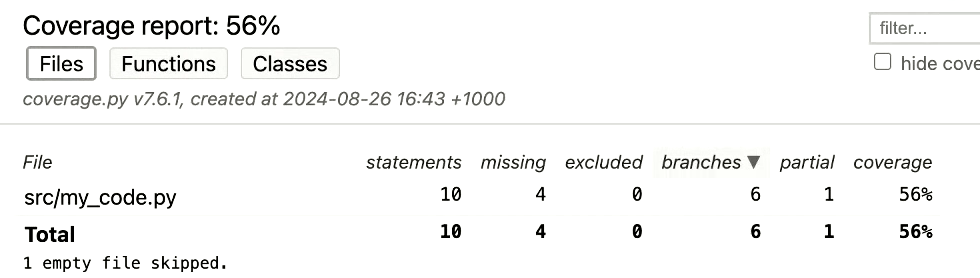 Coverage report: 56%
filter...
Files Functions Classes
hide cove
coverage.py v7.6.1, created at 2024-08-26 16:43 +1000
File statements missing excluded branches ▼ partial coverage
src/my_code.py 10 4 0 6 1 56%
Total 10 4 0 6 1 56%
1 empty file skipped.